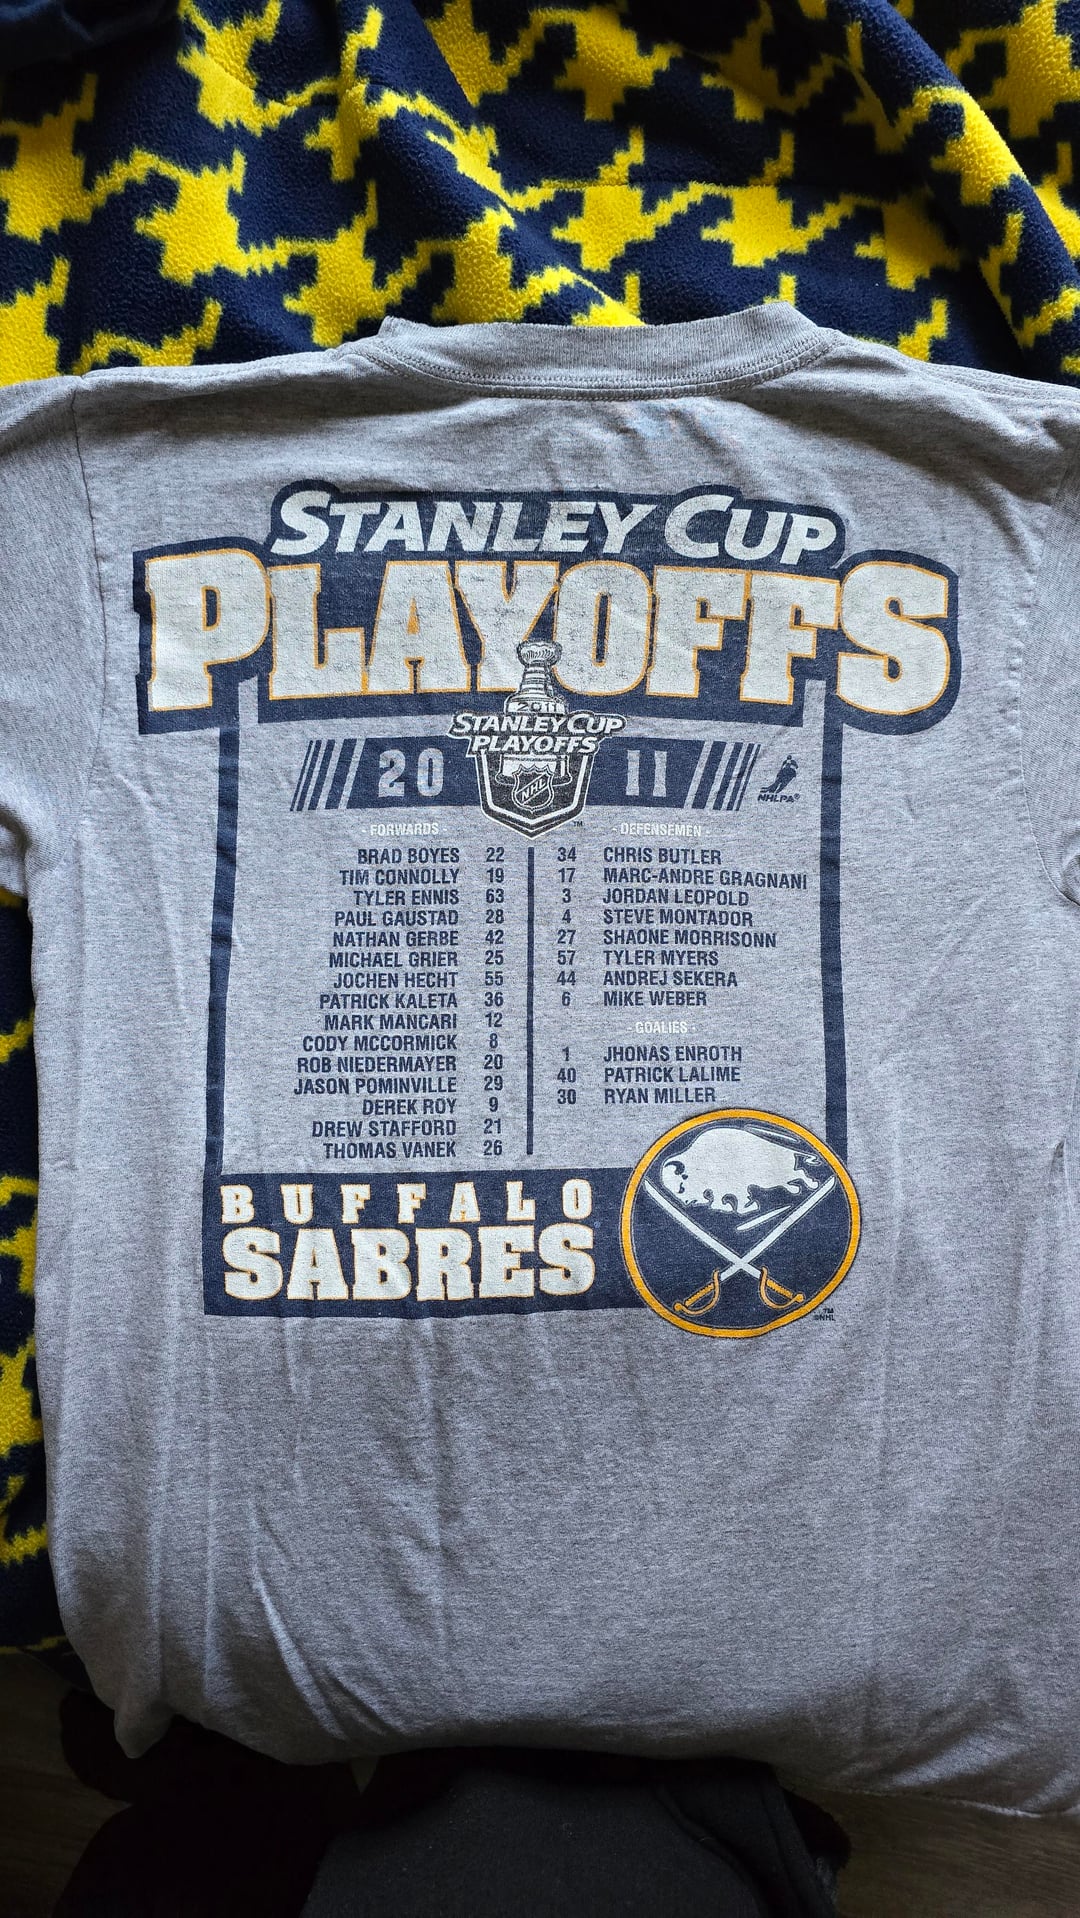 STANLEY CUP
PLAYOFFS
2011
STANLEY CUP
PLAYOFFS
NHL
™
20 11
NHLPA®
- FORWARDS -
BRAD BOYES 22
TIM CONNOLLY 19
TYLER ENNIS 63
PAUL GAUSTAD 28
NATHAN GERBE 42
MICHAEL GRIER 25
JOCHEN HECHT 55
PATRICK KALETA 36
MARK MANCARI 12
CODY MCCORMICK 8
ROB NIEDERMAYER 20
JASON POMINVILLE 29
DEREK ROY 9
DREW STAFFORD 21
THOMAS VANEK 26
- DEFENSEMEN -
34 CHRIS BUTLER
17 MARC-ANDRE GRAGNANI
3 JORDAN LEOPOLD
4 STEVE MONTADOR
27 SHAONE MORRISONN
57 TYLER MYERS
44 ANDREJ SEKERA
6 MIKE WEBER
- GOALIES -
1 JHONAS ENROTH
40 PATRICK LALIME
30 RYAN MILLER
BUFFALO
SABRES
™
©NHL